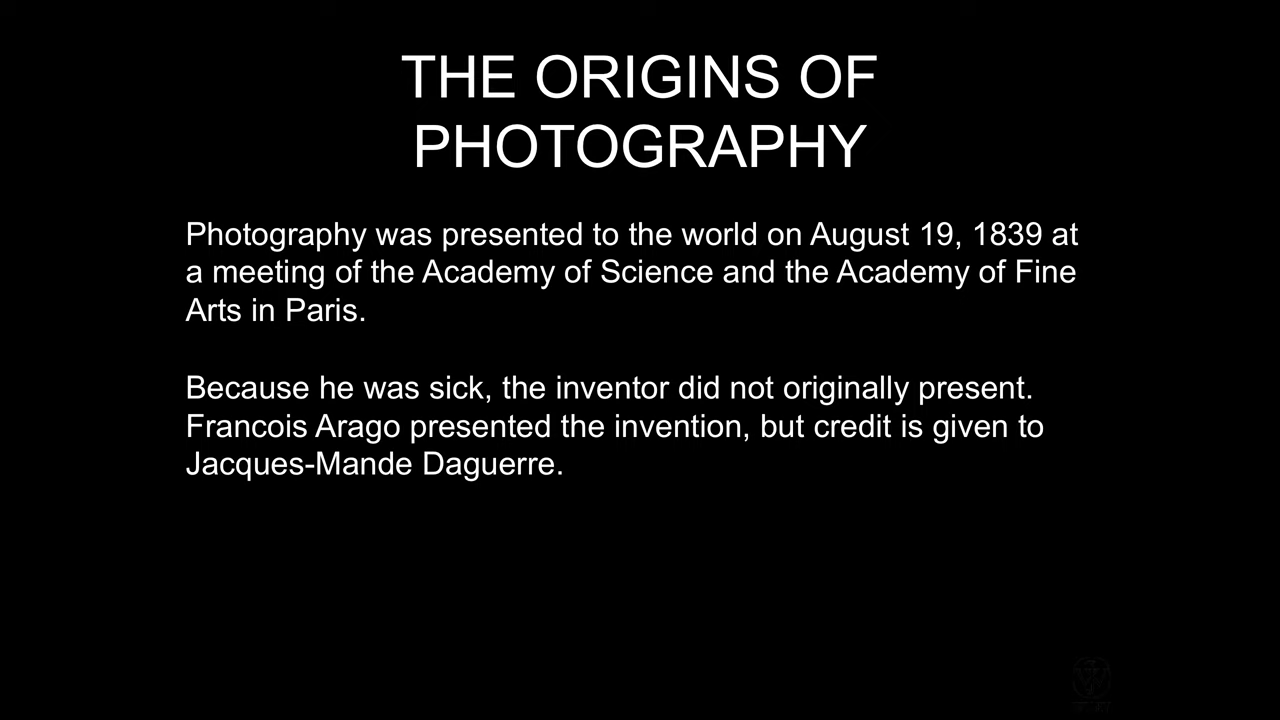 THE ORIGINS OF
PHOTOGRAPHY
Photography was presented to the world on August 19, 1839 at
a meeting of the Academy of Science and the Academy of Fine
Arts in Paris.
Because he was sick, the inventor did not originally present.
Francois Arago presented the invention, but credit is given to
Jacques-Mande Daguerre.